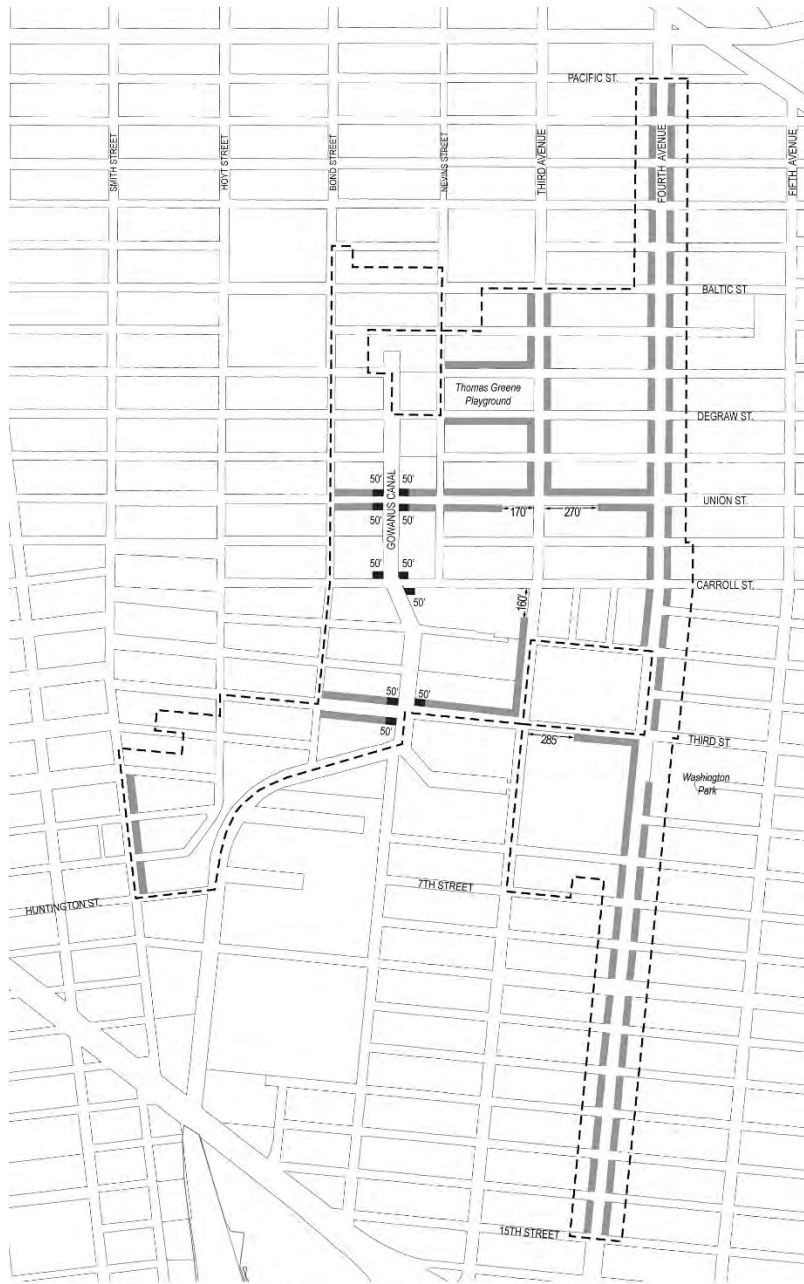 PACIFIC ST.
SMITH STREET
HOYT STREET
BOND STREET
NEVINS STREET
THIRD AVENUE
FOURTH AVENUE
FIFTH AVENUE
BALTIC ST.
Thomas Greene
Playground
DEGRAW ST.
50'
50'
GOWANUS CANAL
UNION ST.
50'
50'
170'
270'
50'
50'
CARROLL ST.
50'
160'
50'
50'
50'
285
THIRD ST.
Washington
Park
7TH STREET
HUNTINGTON ST.
15TH STREET